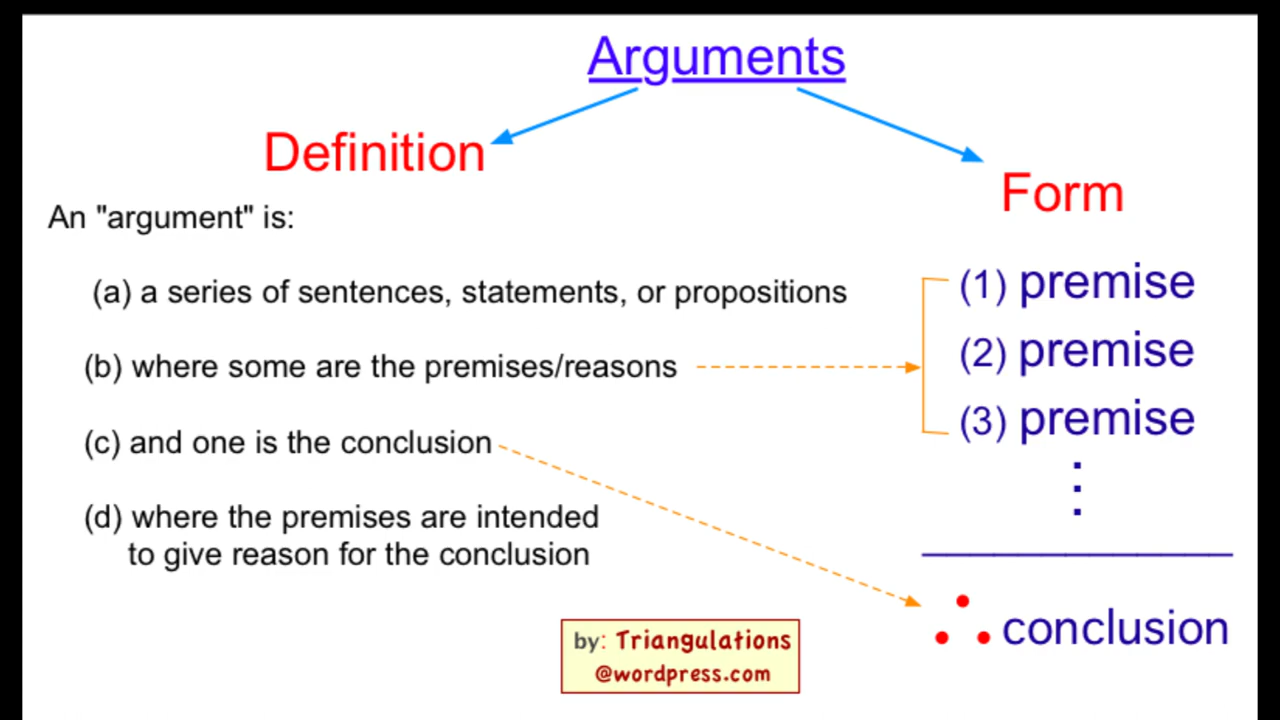 Arguments
Definition
An "argument" is:
(a) a series of sentences, statements, or propositions
(b) where some are the premises/reasons
(c) and one is the conclusion
(d) where the premises are intended
to give reason for the conclusion
Form
(1) premise
(2) premise
(3) premise
⋮
∴ conclusion
by: Triangulations
@wordpress.com